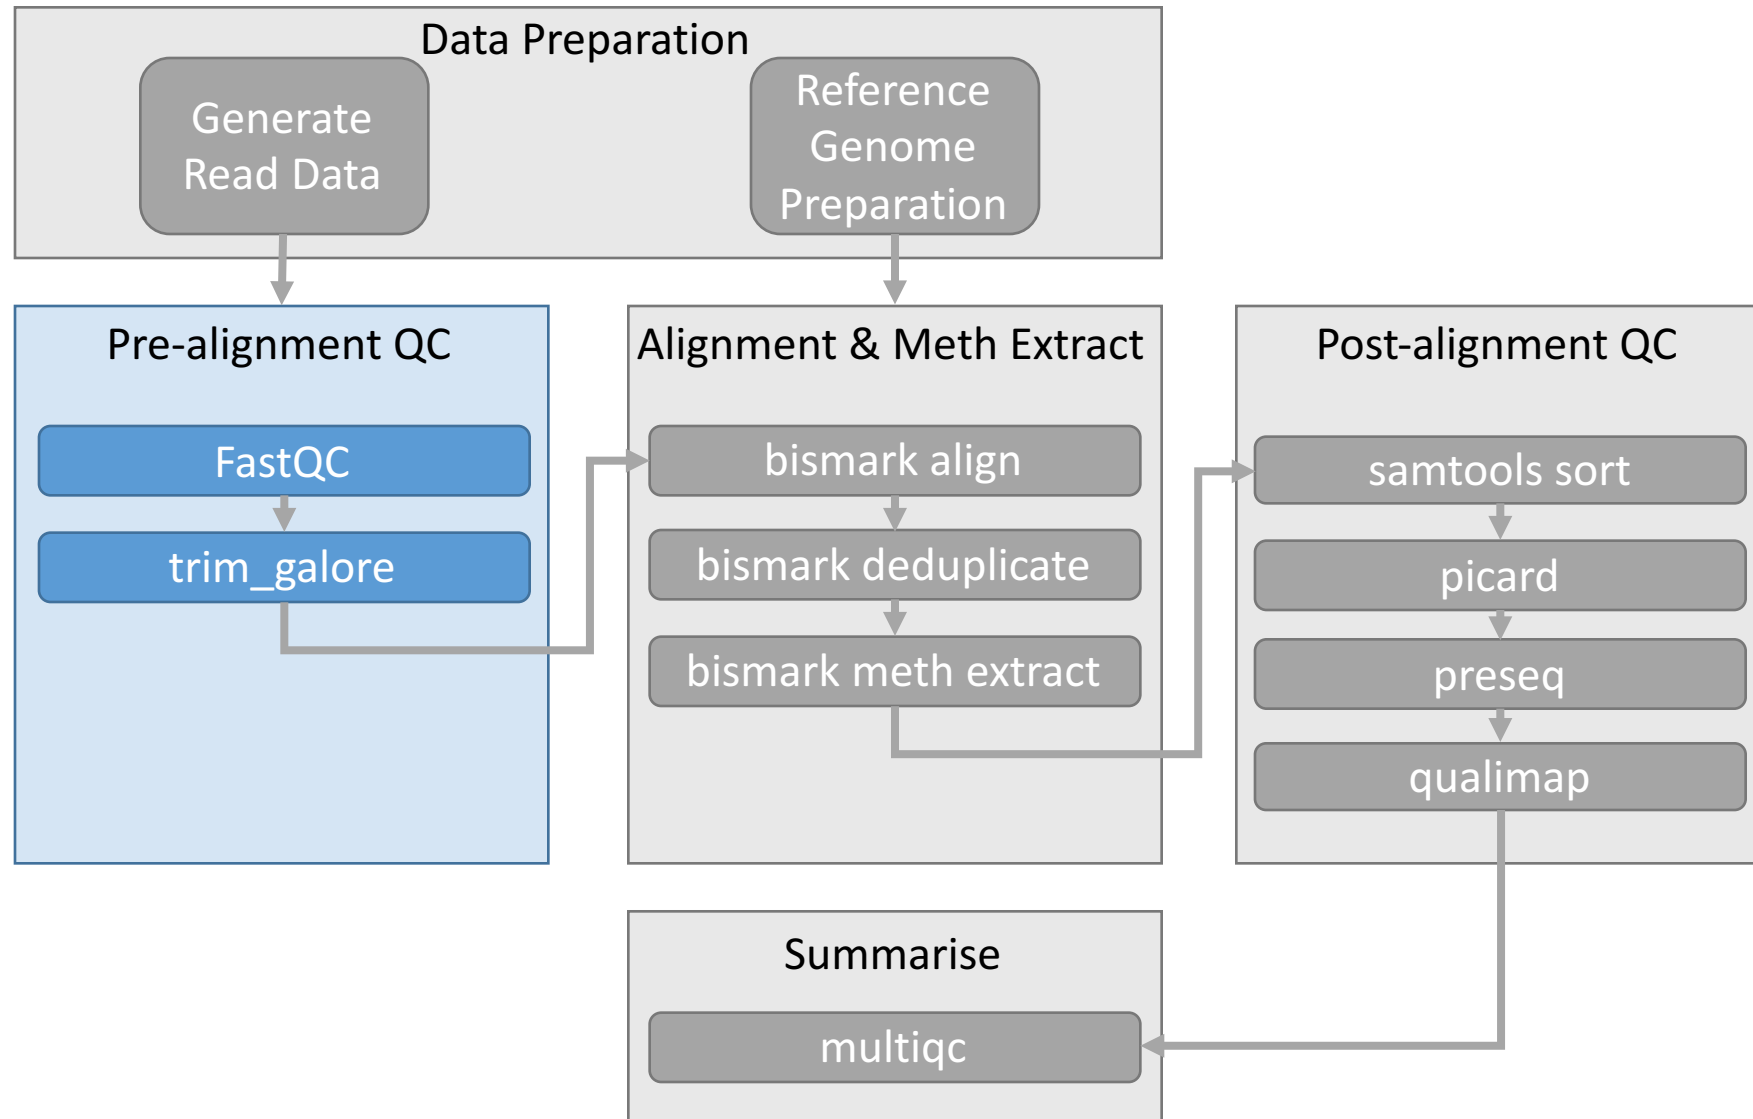 Data Preparation
Generate
Read Data
Reference
Genome
Preparation
Pre-alignment QC
FastQC
trim_galore
Alignment & Meth Extract
bismark align
bismark deduplicate
bismark meth extract
Post-alignment QC
samtools sort
picard
preseq
qualimap
Summarise
multiqc